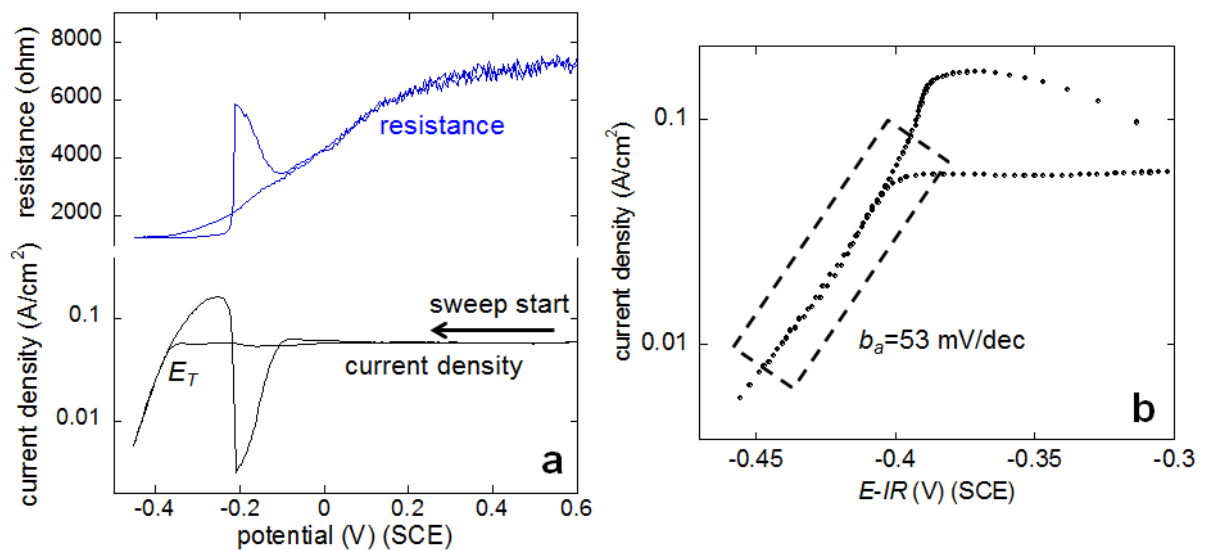 resistance (ohm)
8000
6000
4000
2000
resistance
current density (A/cm²)
0.1
0.01
sweep start
current density
E_T
a
-0.4 -0.2 0 0.2 0.4 0.6
potential (V) (SCE)
current density (A/cm²)
0.1
0.01
b_a=53 mV/dec
b
-0.45 -0.4 -0.35 -0.3
E-IR (V) (SCE)